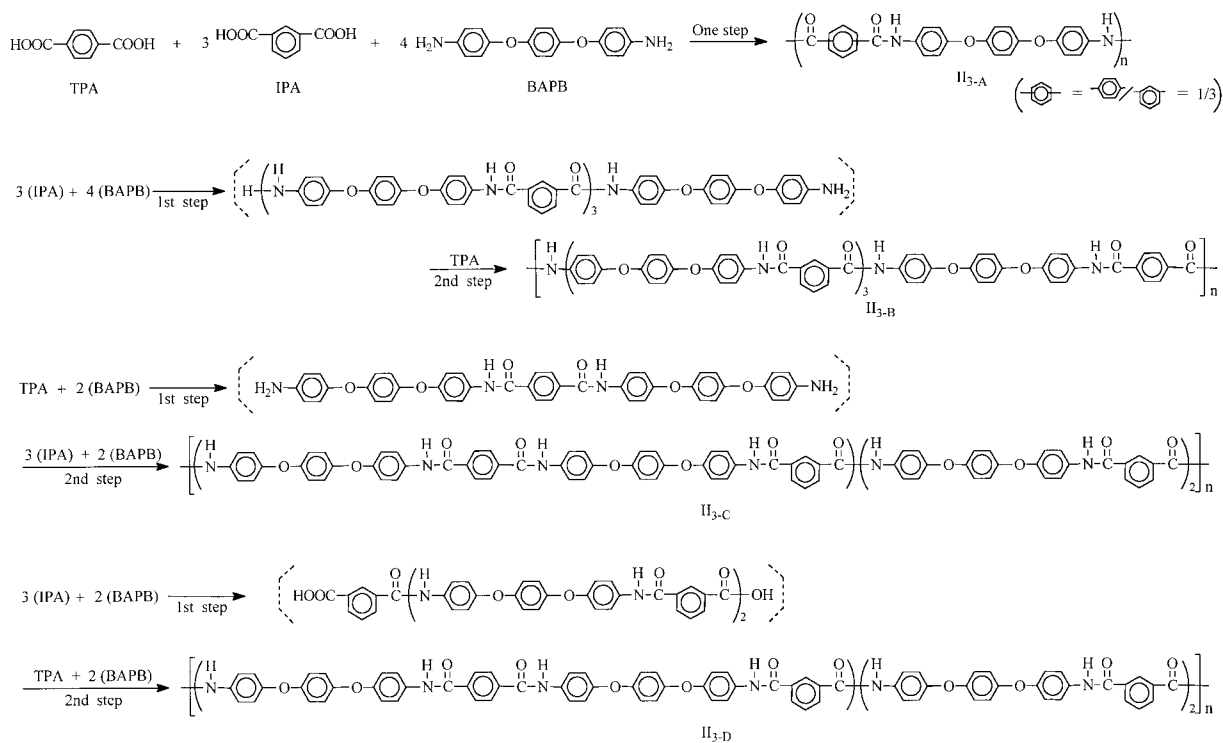 HOOC COOH + 3 HOOC COOH + 4 H₂N O O NH₂ One step ( C O C O N H O O N H )n
TPA IPA BAPB II₃₋A
( = / = 1/3 )
3 (IPA) + 4 (BAPB) 1st step H ( N H O O N H C O C O )3 N H O O NH₂
TPA 2nd step [ N H ( O O N H C O C O )3 N H O O N H C O C O ]n
II₃₋B
TPA + 2 (BAPB) 1st step H₂N O O N H C O C O N H O O NH₂
3 (IPA) + 2 (BAPB) 2nd step [ ( N H O O N H C O C O N H O O N H C O C O ) ( N H O O N H C O C O )2 ]n
II₃₋C
3 (IPA) + 2 (BAPB) 1st step HOOC C O ( N H O O N H C O C O )2 OH
TPA + 2 (BAPB) 2nd step [ ( N H O O N H C O C O N H O O N H C O C O ) ( N H O O N H C O C O )2 ]n
II₃₋D